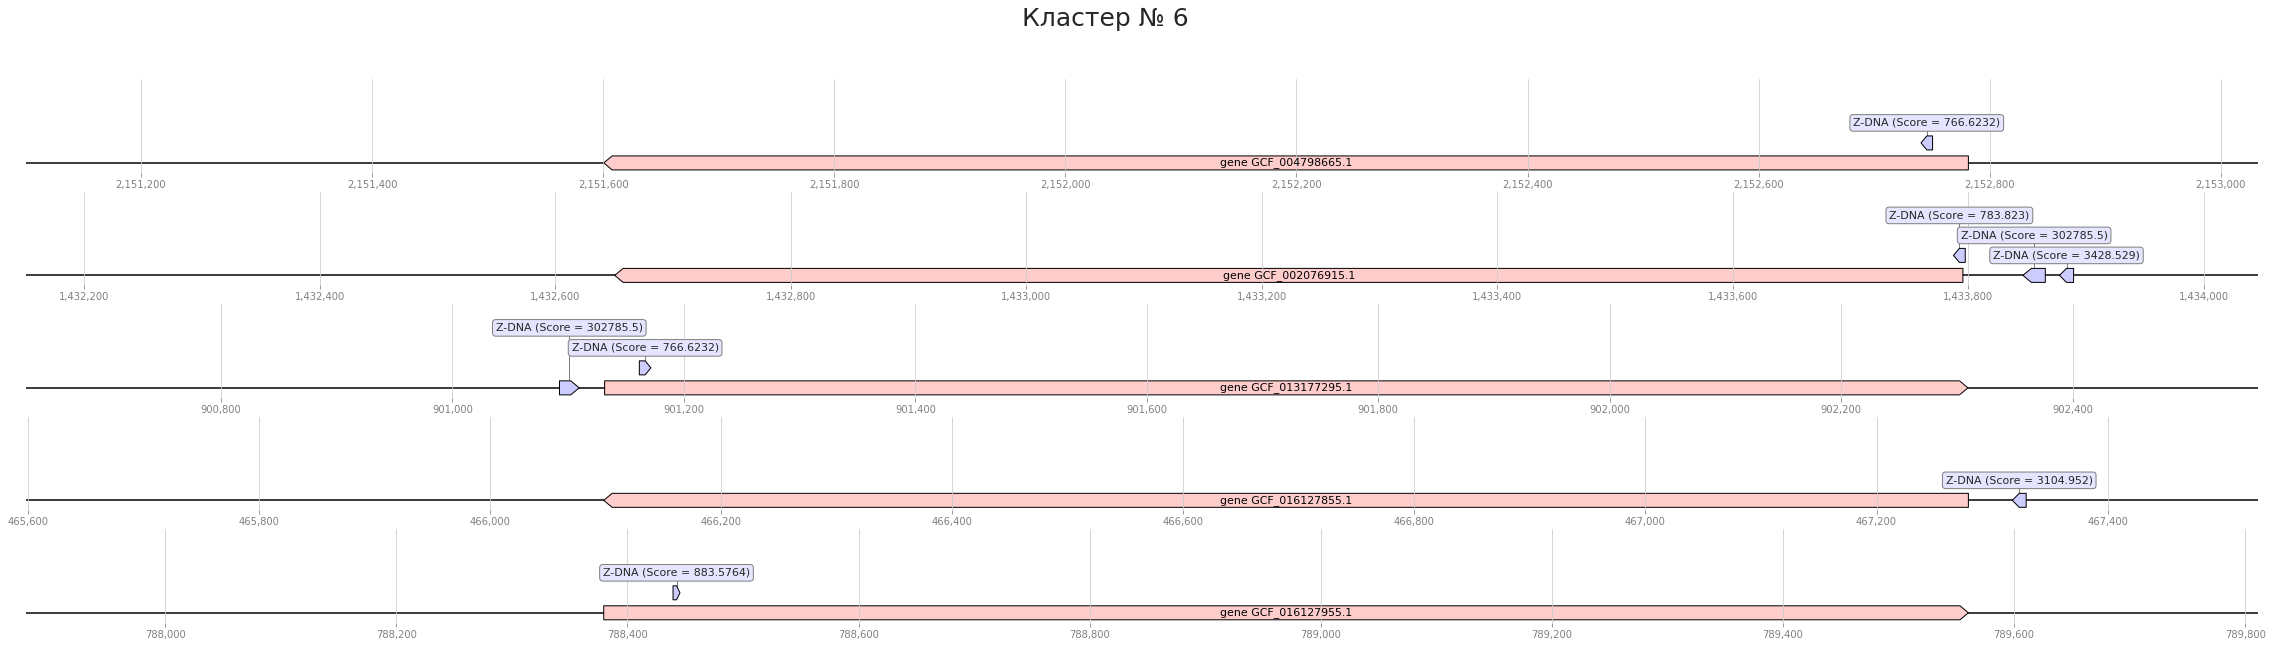 Кластер № 6
Z-DNA (Score = 766.6232)
gene GCF_004798665.1
2,151,200 2,151,400 2,151,600 2,151,800 2,152,000 2,152,200 2,152,400 2,152,600 2,152,800 2,153,000
Z-DNA (Score = 783.823)
Z-DNA (Score = 302785.5)
Z-DNA (Score = 3428.529)
gene GCF_002076915.1
1,432,200 1,432,400 1,432,600 1,432,800 1,433,000 1,433,200 1,433,400 1,433,600 1,433,800 1,434,000
Z-DNA (Score = 302785.5)
Z-DNA (Score = 766.6232)
gene GCF_013177295.1
900,800 901,000 901,200 901,400 901,600 901,800 902,000 902,200 902,400
Z-DNA (Score = 3104.952)
gene GCF_016127855.1
465,600 465,800 466,000 466,200 466,400 466,600 466,800 467,000 467,200 467,400
Z-DNA (Score = 883.5764)
gene GCF_016127955.1
788,000 788,200 788,400 788,600 788,800 789,000 789,200 789,400 789,600 789,800